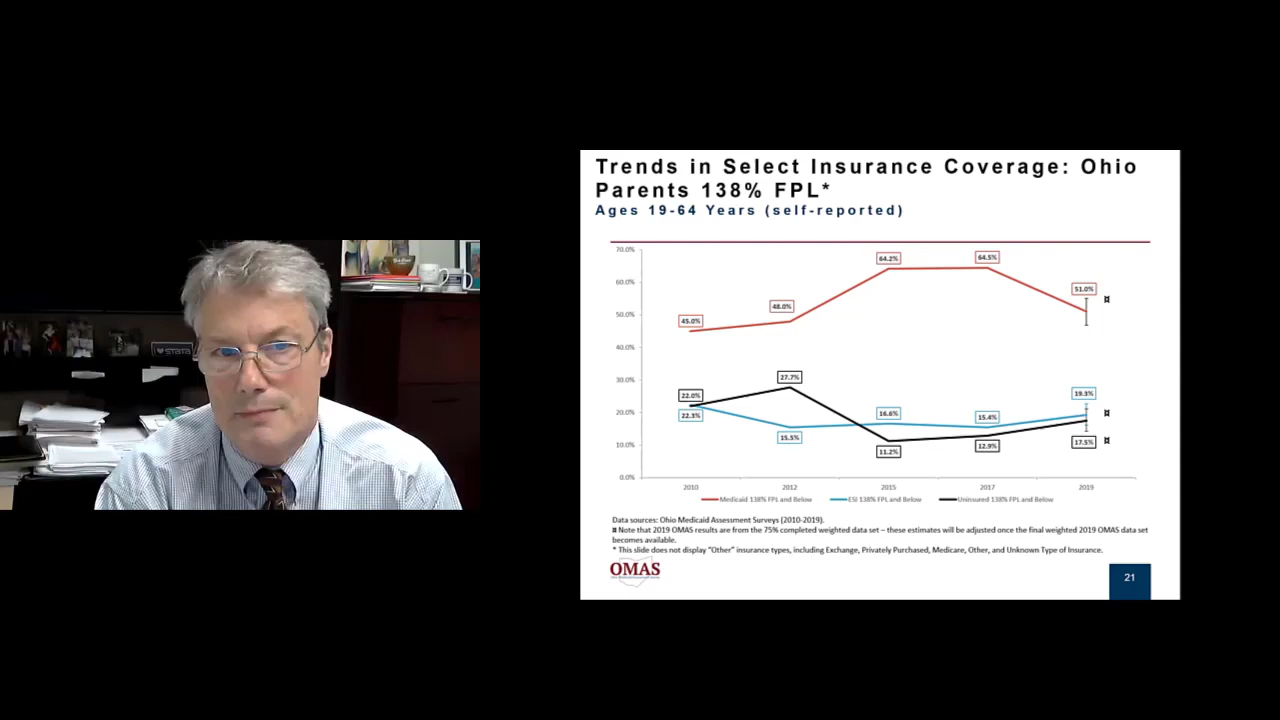 Trends in Select Insurance Coverage: Ohio
Parents 138% FPL*
Ages 19-64 Years (self-reported)
70.0%
60.0%
50.0%
40.0%
30.0%
20.0%
10.0%
0.0%
45.0%
48.0%
64.2%
64.5%
51.0%
¤
22.0%
27.7%
22.3%
15.5%
16.6%
11.2%
15.4%
12.9%
19.3%
¤
17.5%
¤
2010
2012
2015
2017
2019
Medicaid 138% FPL and Below
ESI 138% FPL and Below
Uninsured 138% FPL and Below
Data sources: Ohio Medicaid Assessment Surveys (2010-2019).
¤ Note that 2019 OMAS results are from the 75% completed weighted data set – these estimates will be adjusted once the final weighted 2019 OMAS data set
becomes available.
* This slide does not display "Other" insurance types, including Exchange, Privately Purchased, Medicare, Other, and Unknown Type of Insurance.
OMAS
21
STATA